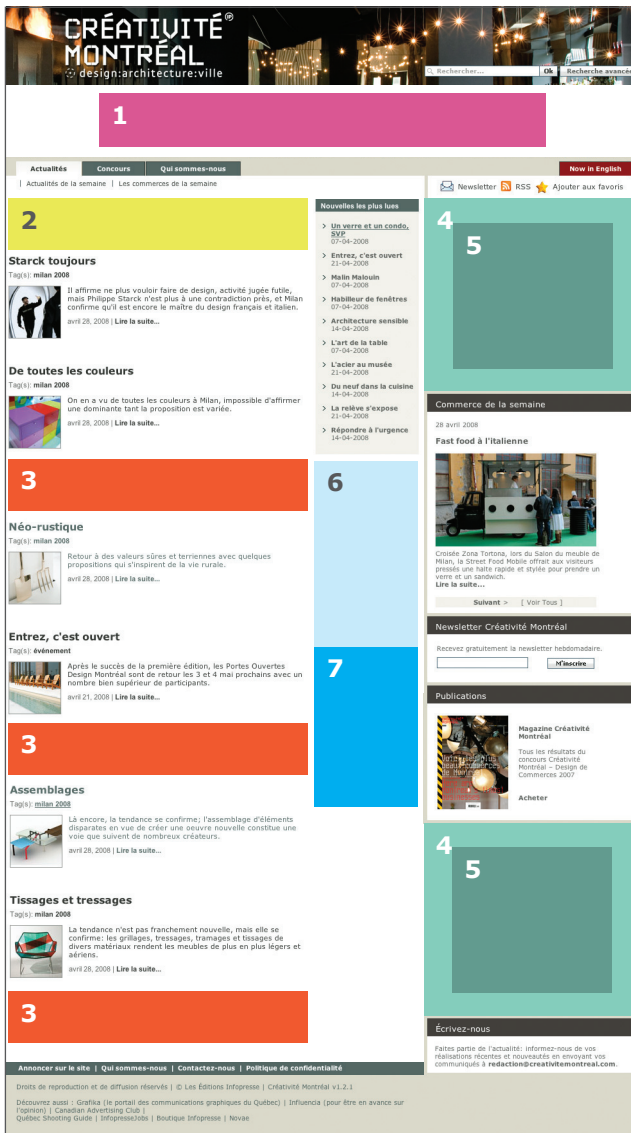 CRÉATIVITÉ®
MONTRÉAL
design:architecture:ville
Rechercher...
Ok
Recherche avancée
1
Actualités
Concours
Qui sommes-nous
Now in English
| Actualités de la semaine | Les commerces de la semaine
Newsletter
RSS
Ajouter aux favoris
2
Starck toujours
Tag(s): milan 2008
Il affirme ne plus vouloir faire de design, activité jugée futile,
mais Philippe Starck n'est plus à une contradiction près, et Milan
confirme qu'il est encore le maître du design français et italien.
avril 28, 2008 | Lire la suite...
De toutes les couleurs
Tag(s): milan 2008
On en a vu de toutes les couleurs à Milan, impossible d'affirmer
une dominante tant la proposition est variée.
avril 28, 2008 | Lire la suite...
3
Néo-rustique
Tag(s): milan 2008
Retour à des valeurs sûres et terriennes avec quelques
propositions qui s'inspirent de la vie rurale.
avril 28, 2008 | Lire la suite...
Entrez, c'est ouvert
Tag(s): événement
Après le succès de la première édition, les Portes Ouvertes
Design Montréal sont de retour les 3 et 4 mai prochains avec un
nombre bien supérieur de participants.
avril 21, 2008 | Lire la suite...
3
Assemblages
Tag(s): milan 2008
Là encore, la tendance se confirme; l'assemblage d'éléments
disparates en vue de créer une oeuvre nouvelle constitue une
voie que suivent de nombreux créateurs.
avril 28, 2008 | Lire la suite...
Tissages et tressages
Tag(s): milan 2008
La tendance n'est pas franchement nouvelle, mais elle se
confirme: les grillages, tressages, tramages et tissages de
divers matériaux rendent les meubles de plus en plus légers et
aériens.
avril 28, 2008 | Lire la suite...
3
Nouvelles les plus lues
> Un verre et un condo,
SVP
07-04-2008
> Entrez, c'est ouvert
21-04-2008
> Malin Malouin
07-04-2008
> Habilleur de fenêtres
07-04-2008
> Architecture sensible
14-04-2008
> L'art de la table
07-04-2008
> L'acier au musée
21-04-2008
> Du neuf dans la cuisine
14-04-2008
> La relève s'expose
21-04-2008
> Répondre à l'urgence
14-04-2008
6
7
4
5
Commerce de la semaine
28 avril 2008
Fast food à l'italienne
Croisée Zona Tortona, lors du Salon du meuble de
Milan, la Street Food Mobile offrait aux visiteurs
pressés une halte rapide et stylée pour prendre un
verre et un sandwich.
Lire la suite...
Suivant > [ Voir Tous ]
Newsletter Créativité Montréal
Recevez gratuitement la newsletter hebdomadaire.
M'inscrire
Publications
Magazine Créativité
Montréal
Tous les résultats du
concours Créativité
Montréal – Design de
Commerces 2007
Acheter
4
5
Écrivez-nous
Faites partie de l'actualité: informez-nous de vos
réalisations récentes et nouveautés en envoyant vos
communiqués à redaction@creativitemontreal.com.
Annoncer sur le site | Qui sommes-nous | Contactez-nous | Politique de confidentialité
Droits de reproduction et de diffusion réservés | © Les Éditions Infopresse | Créativité Montréal v1.2.1
Découvrez aussi : Grafika (le portail des communications graphiques du Québec) | Influencia (pour être en avance sur
l'opinion) | Canadian Advertising Club |
Québec Shooting Guide | InfopresseJobs | Boutique Infopresse | Novae